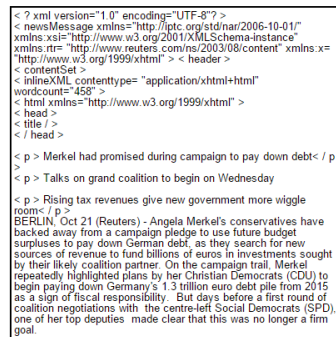 < ? xml version="1.0" encoding="UTF-8"? >
< newsMessage xmlns="http://iptc.org/std/nar/2006-10-01/"
xmlns:xsi="http://www.w3.org/2001/XMLSchema-instance"
xmlns:rtr= "http://www.reuters.com/ns/2003/08/content" xmlns:x=
"http://www.w3.org/1999/xhtml" > < header >
< contentSet >
< inlineXML contenttype= "application/xhtml+html"
wordcount="458" >
< html xmlns="http://www.w3.org/1999/xhtml" >
< head >
< title / >
< / head >
< p > Merkel had promised during campaign to pay down debt< / p
>
< p > Talks on grand coalition to begin on Wednesday
< p > Rising tax revenues give new government more wiggle
room< / p >
BERLIN, Oct 21 (Reuters) - Angela Merkel's conservatives have
backed away from a campaign pledge to use future budget
surpluses to pay down German debt, as they search for new
sources of revenue to fund billions of euros in investments sought
by their likely coalition partner. On the campaign trail, Merkel
repeatedly highlighted plans by her Christian Democrats (CDU) to
begin paying down Germany's 1.3 trillion euro debt pile from 2015
as a sign of fiscal responsibility. But days before a first round of
coalition negotiations with the centre-left Social Democrats (SPD),
one of her top deputies made clear that this was no longer a firm
goal.